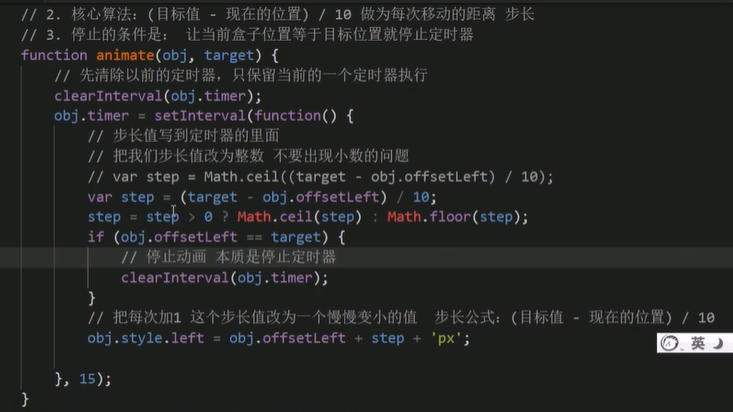 // 2. 核心算法：(目标值 - 现在的位置) / 10 做为每次移动的距离 步长
// 3. 停止的条件是： 让当前盒子位置等于目标位置就停止定时器
function animate(obj, target) {
// 先清除以前的定时器，只保留当前的一个定时器执行
clearInterval(obj.timer);
obj.timer = setInterval(function() {
// 步长值写到定时器的里面
// 把我们步长值改为整数 不要出现小数的问题
// var step = Math.ceil((target - obj.offsetLeft) / 10);
var step = (target - obj.offsetLeft) / 10;
step = step > 0 ? Math.ceil(step) : Math.floor(step);
if (obj.offsetLeft == target) {
// 停止动画 本质是停止定时器
clearInterval(obj.timer);
}
// 把每次加1 这个步长值改为一个慢慢变小的值  步长公式：(目标值 - 现在的位置) / 10
obj.style.left = obj.offsetLeft + step + 'px';
英
}, 15);
}